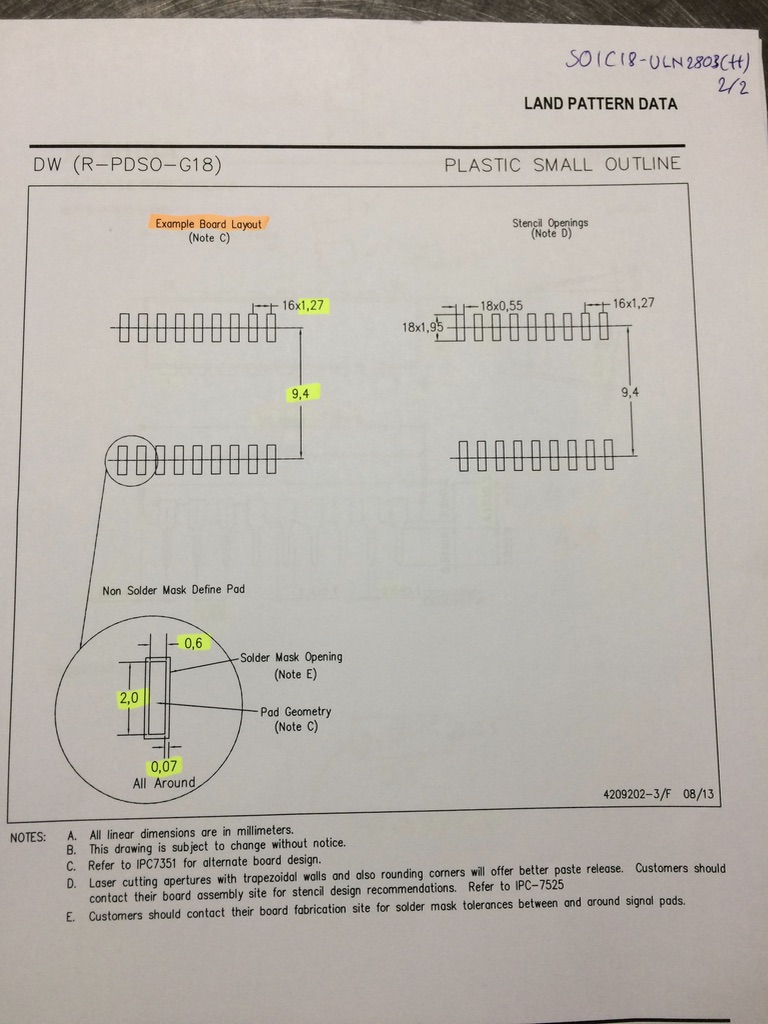 SOIC18-ULN2803(H)
2/2
LAND PATTERN DATA
DW (R-PDSO-G18)
PLASTIC SMALL OUTLINE
Example Board Layout
(Note C)
Stencil Openings
(Note D)
16x1,27
18x0,55
16x1,27
18x1,95
9,4
9,4
Non Solder Mask Define Pad
0,6
Solder Mask Opening
(Note E)
2,0
Pad Geometry
(Note C)
0,07
All Around
4209202-3/F 08/13
NOTES: A. All linear dimensions are in millimeters.
B. This drawing is subject to change without notice.
C. Refer to IPC7351 for alternate board design.
D. Laser cutting apertures with trapezoidal walls and also rounding corners will offer better paste release. Customers should
contact their board assembly site for stencil design recommendations. Refer to IPC-7525
E. Customers should contact their board fabrication site for solder mask tolerances between and around signal pads.